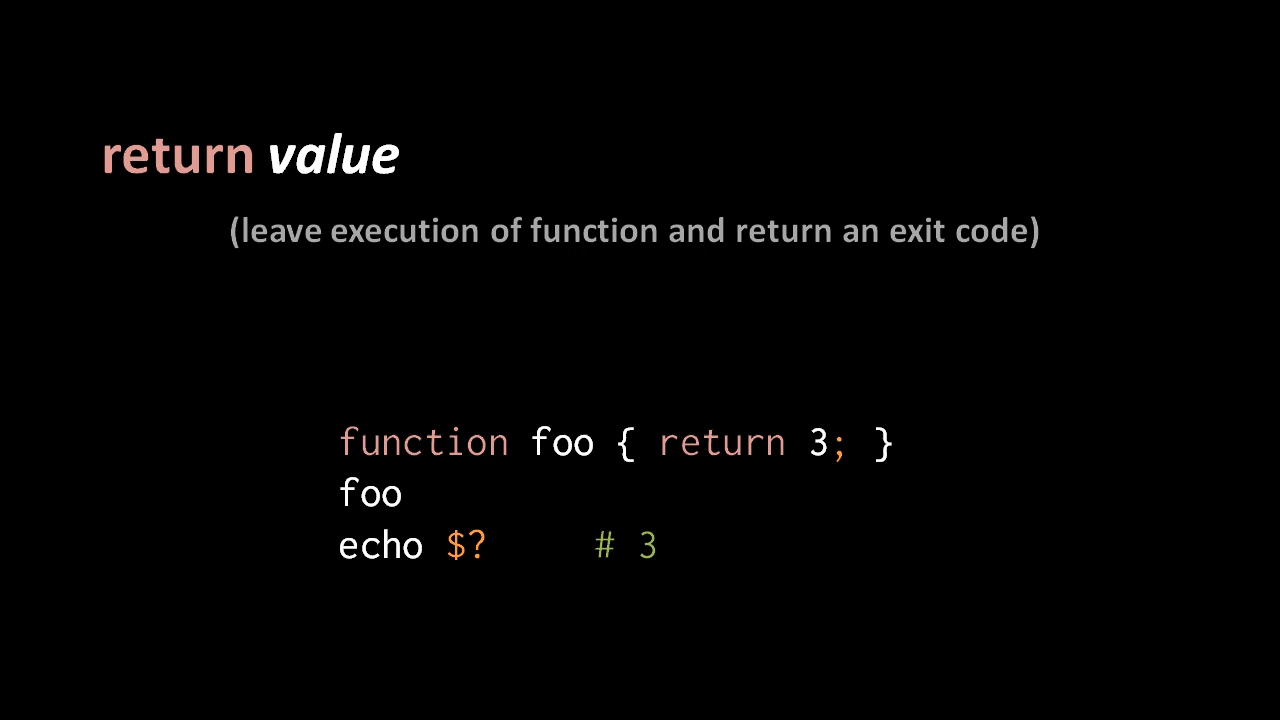 return value
(leave execution of function and return an exit code)
function foo { return 3; }
foo
echo $? # 3